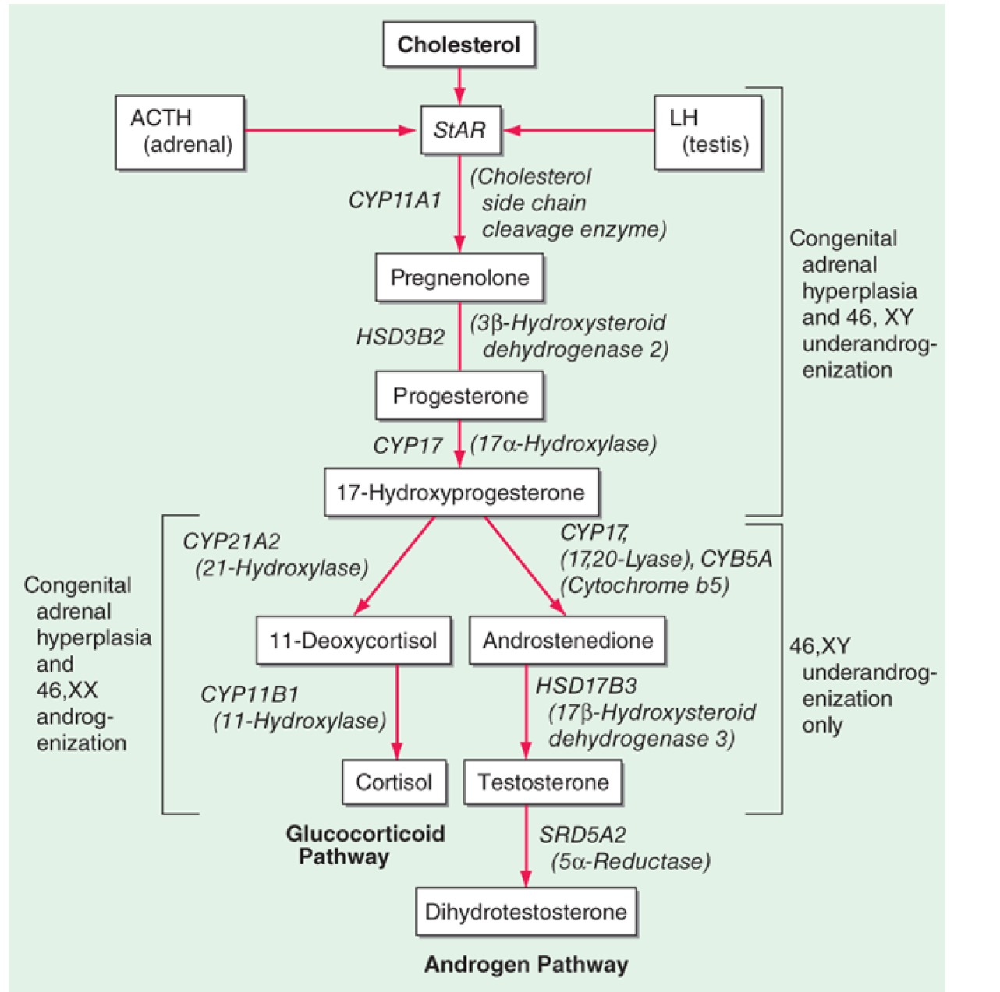 Cholesterol
ACTH
(adrenal)
StAR
LH
(testis)
CYP11A1
(Cholesterol
side chain
cleavage enzyme)
Pregnenolone
HSD3B2
(3β-Hydroxysteroid
dehydrogenase 2)
Progesterone
CYP17
(17α-Hydroxylase)
17-Hydroxyprogesterone
Congenital
adrenal
hyperplasia
and 46, XY
underandrog-
enization
CYP21A2
(21-Hydroxylase)
CYP17,
(17,20-Lyase), CYB5A
(Cytochrome b5)
Congenital
adrenal
hyperplasia
and
46,XX
androg-
enization
11-Deoxycortisol
Androstenedione
CYP11B1
(11-Hydroxylase)
HSD17B3
(17β-Hydroxysteroid
dehydrogenase 3)
46,XY
underandrog-
enization
only
Cortisol
Testosterone
Glucocorticoid
Pathway
SRD5A2
(5α-Reductase)
Dihydrotestosterone
Androgen Pathway